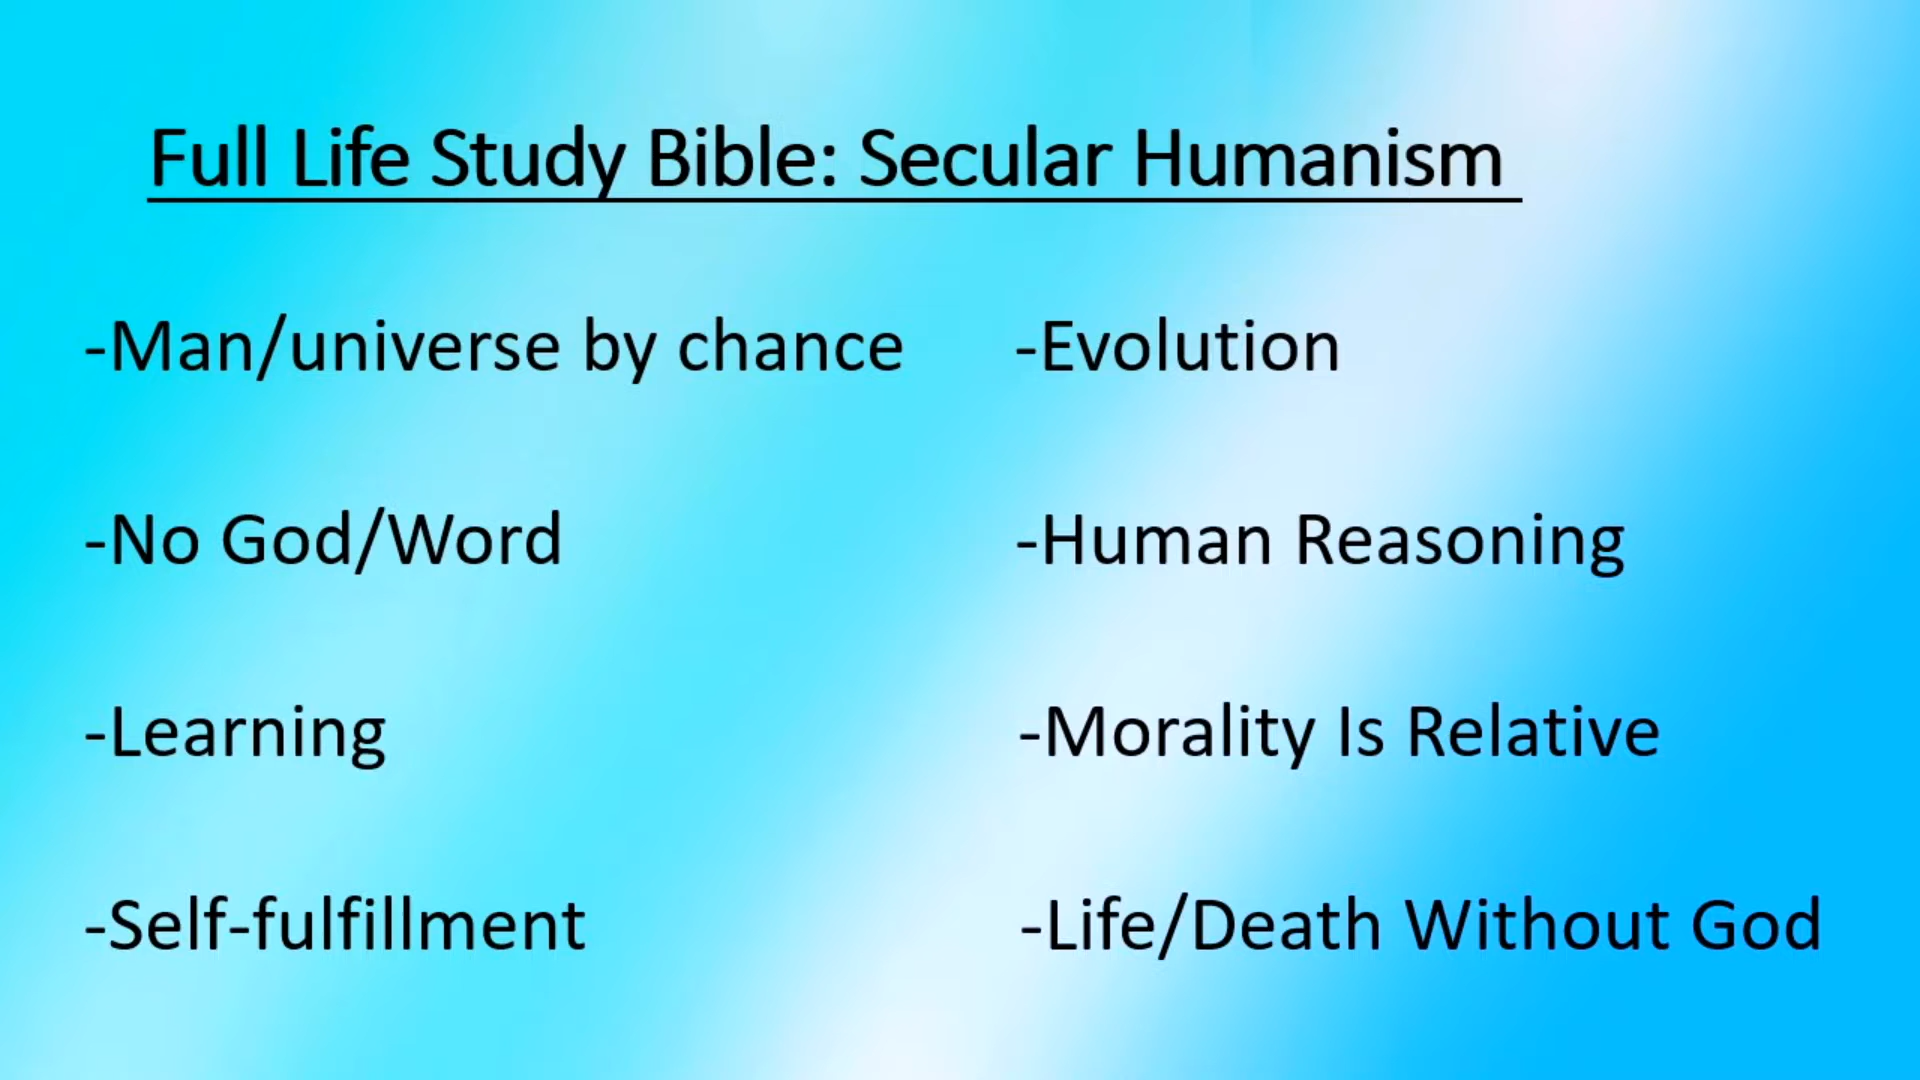 Full Life Study Bible: Secular Humanism
-Man/universe by chance
-Evolution
-No God/Word
-Human Reasoning
-Learning
-Morality Is Relative
-Self-fulfillment
-Life/Death Without God